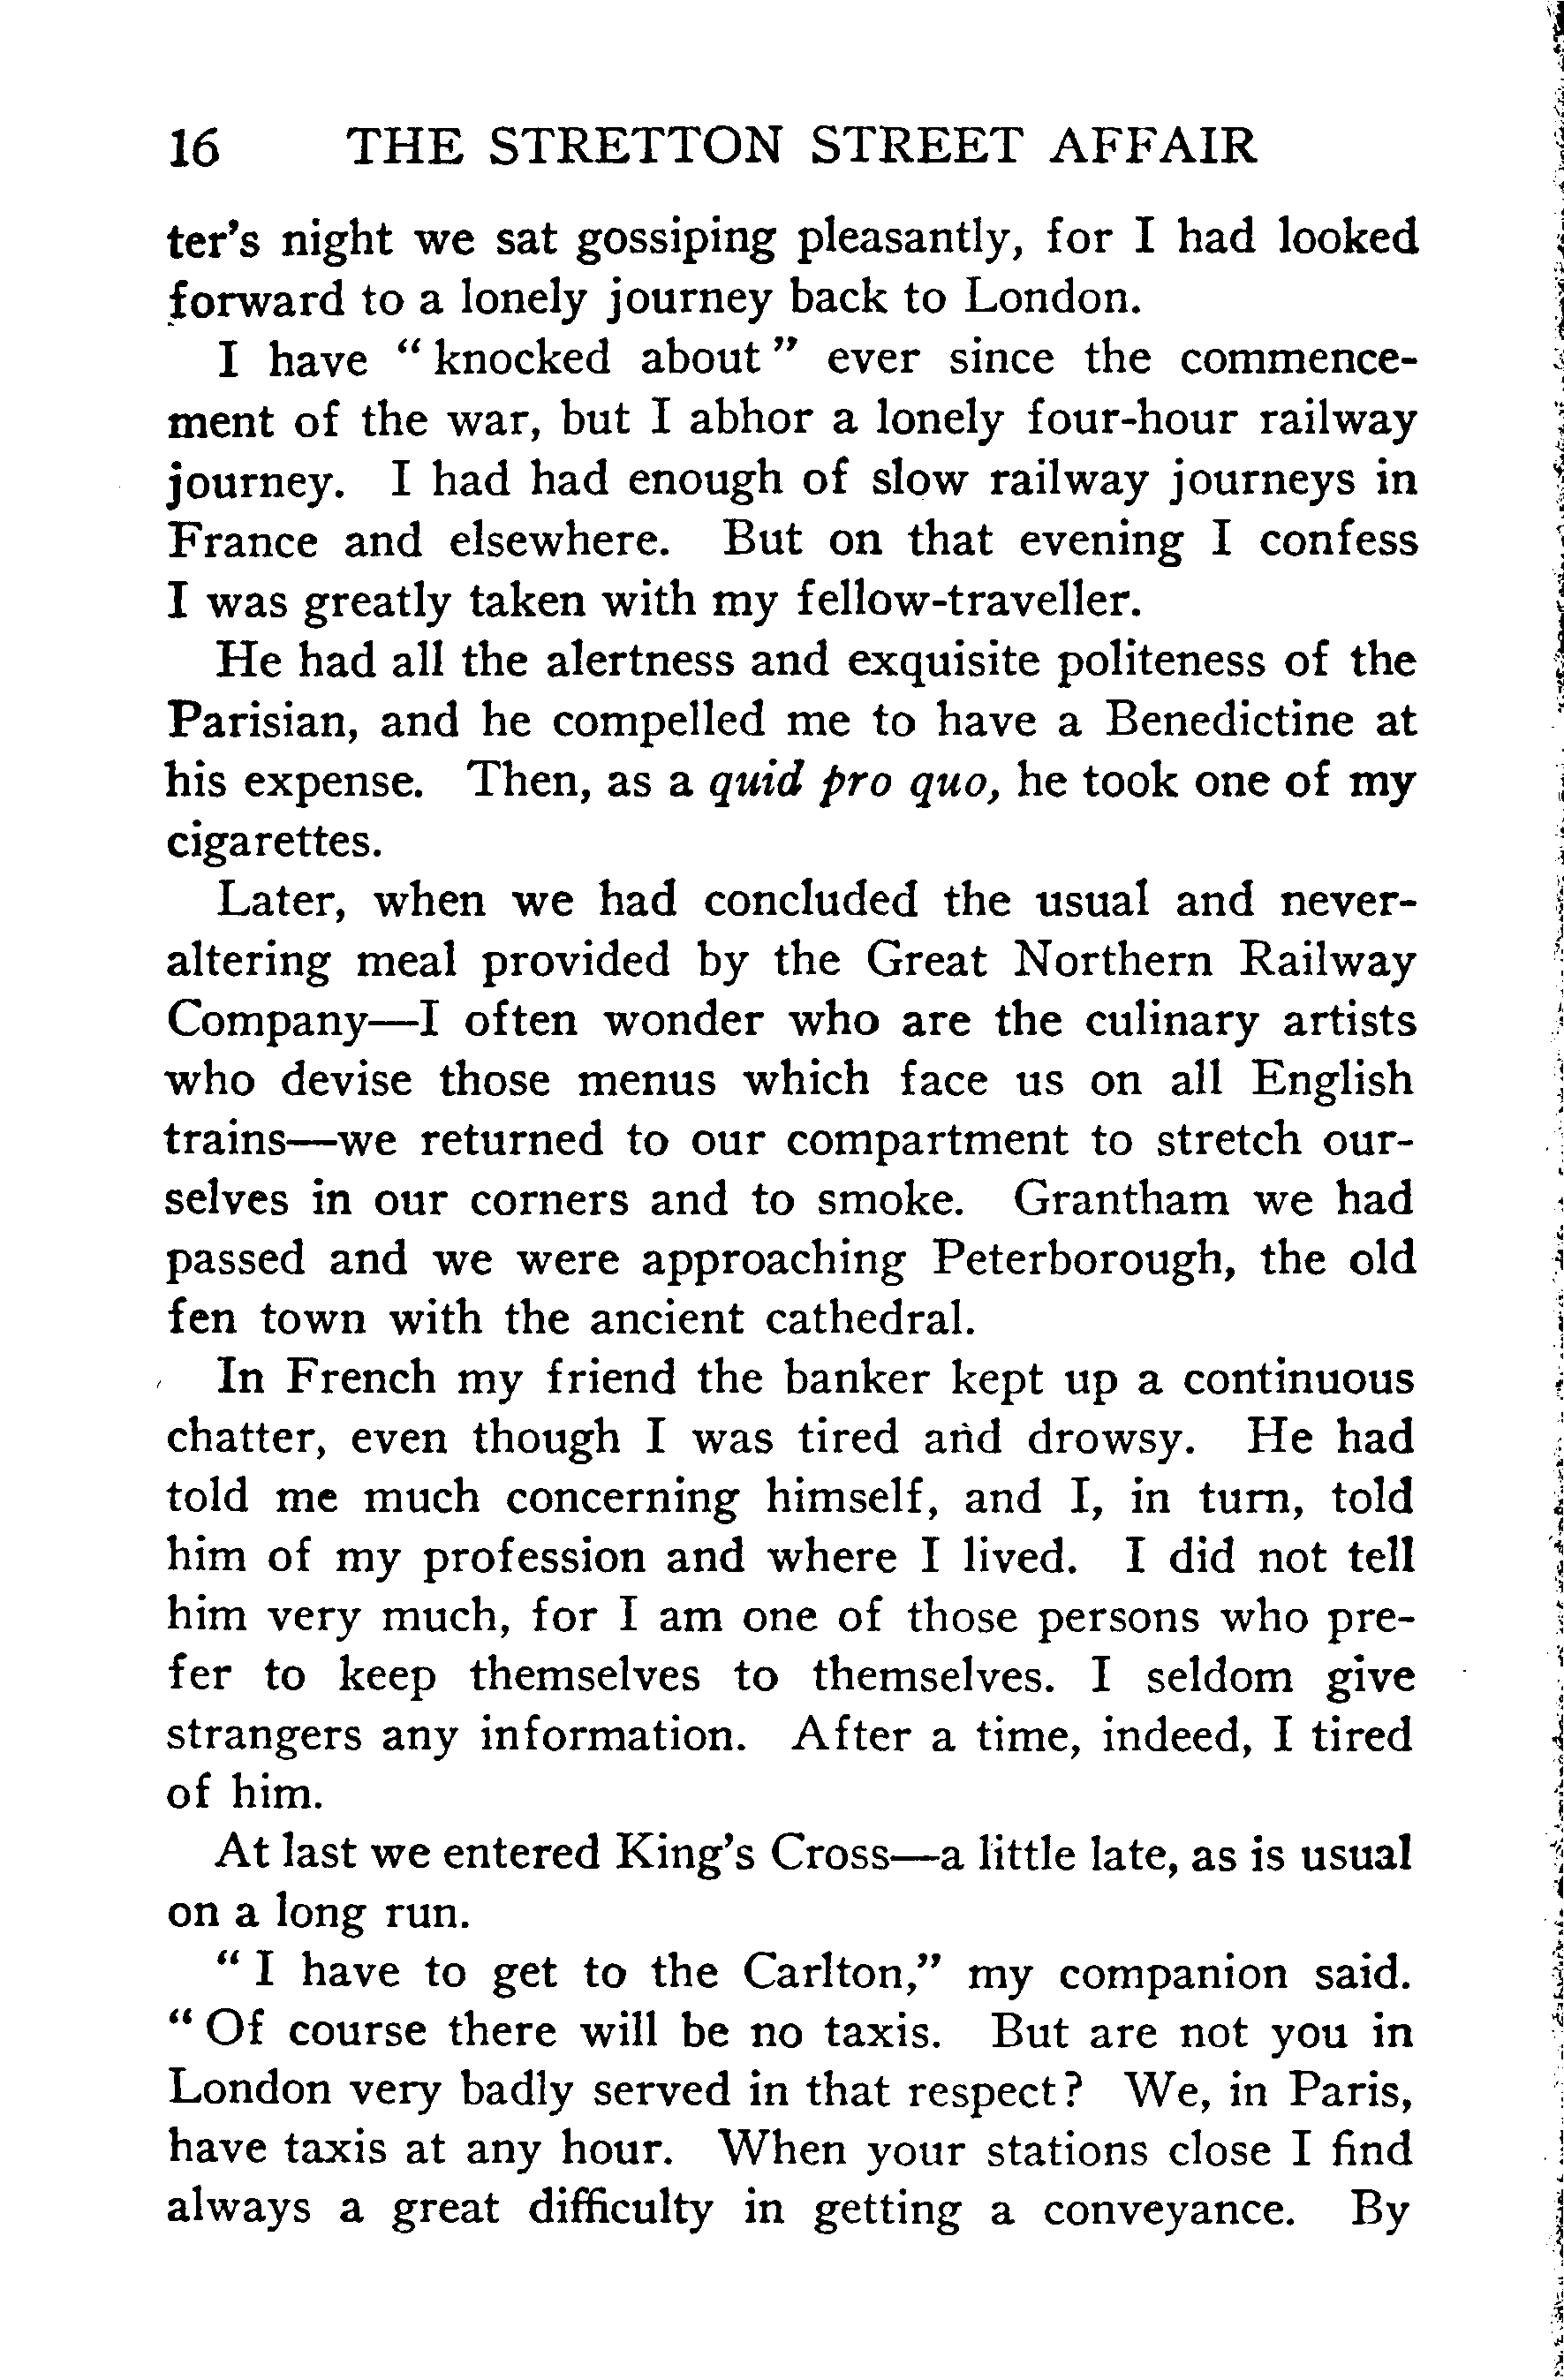 16 THE STRETTON STREET AFFAIR
ter's night we sat gossiping pleasantly, for I had looked
forward to a lonely journey back to London.
I have “knocked about” ever since the commence-
ment of the war, but I abhor a lonely four-hour railway
journey. I had had enough of slow railway journeys in
France and elsewhere. But on that evening I confess
I was greatly taken with my fellow-traveller.
He had all the alertness and exquisite politeness of the
Parisian, and he compelled me to have a Benedictine at
his expense. Then, as a quid pro quo, he took one of my
cigarettes.
Later, when we had concluded the usual and never-
altering meal provided by the Great Northern Railway
Company—I often wonder who are the culinary artists
who devise those menus which face us on all English
trains—we returned to our compartment to stretch our-
selves in our corners and to smoke. Grantham we had
passed and we were approaching Peterborough, the old
fen town with the ancient cathedral.
In French my friend the banker kept up a continuous
chatter, even though I was tired and drowsy. He had
told me much concerning himself, and I, in turn, told
him of my profession and where I lived. I did not tell
him very much, for I am one of those persons who pre-
fer to keep themselves to themselves. I seldom give
strangers any information. After a time, indeed, I tired
of him.
At last we entered King's Cross—a little late, as is usual
on a long run.
“I have to get to the Carlton,” my companion said.
“Of course there will be no taxis. But are not you in
London very badly served in that respect? We, in Paris,
have taxis at any hour. When your stations close I find
always a great difficulty in getting a conveyance. By